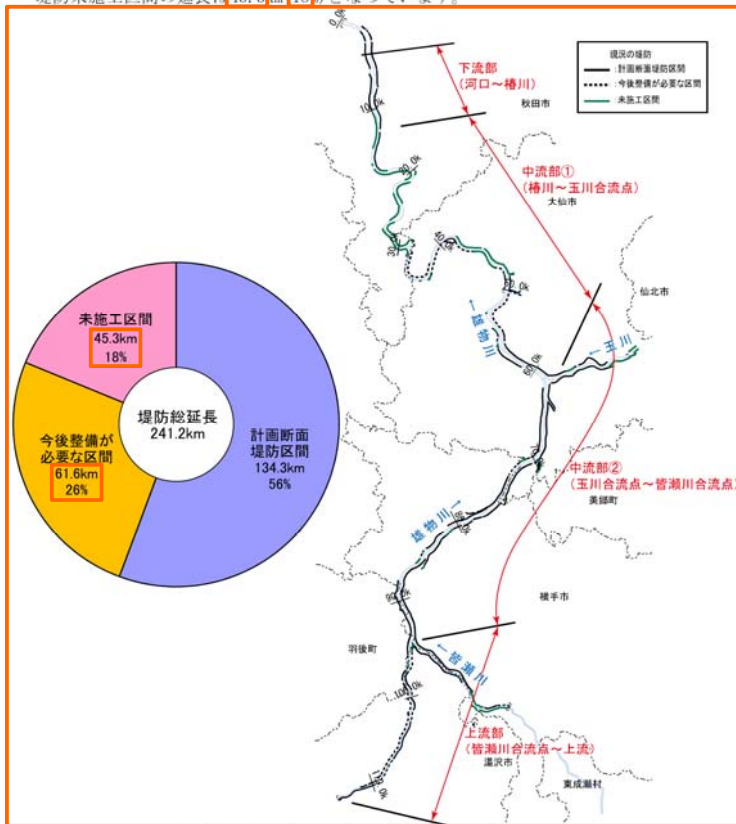 現況の堤防
:計画断面堤防区間
:今後整備が必要な区間
:未施工区間
0.0k
下流部
(河口～椿川)
秋田市
10.0k
中流部①
(椿川～玉川合流点)
大仙市
仙北市
←雄物川
←玉川
60.0k
未施工区間
45.3km
18%
堤防総延長
241.2km
今後整備が
必要な区間
61.6km
26%
計画断面
堤防区間
134.3km
56%
中流部②
(玉川合流点～皆瀬川合流点)
美郷町
雄物川→
横手市
羽後町
←皆瀬川
上流部
(皆瀬川合流点～上流)
湯沢市
東成瀬村